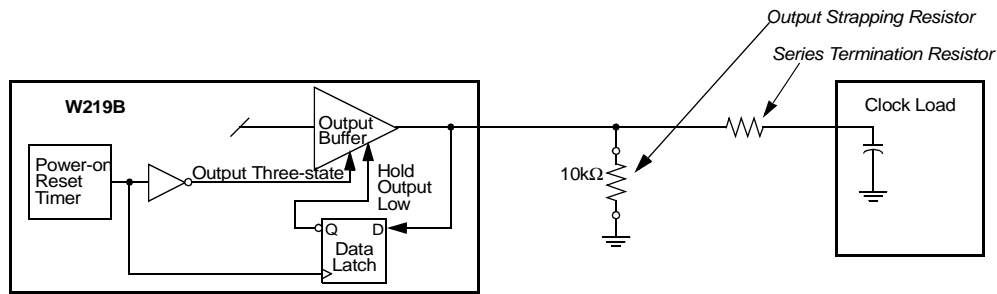 Output Strapping Resistor
Series Termination Resistor
W219B
Clock Load
Output
Buffer
Power-on
Reset
Timer
Output Three-state
Hold
Output
Low
10kΩ
Q D
Data
Latch